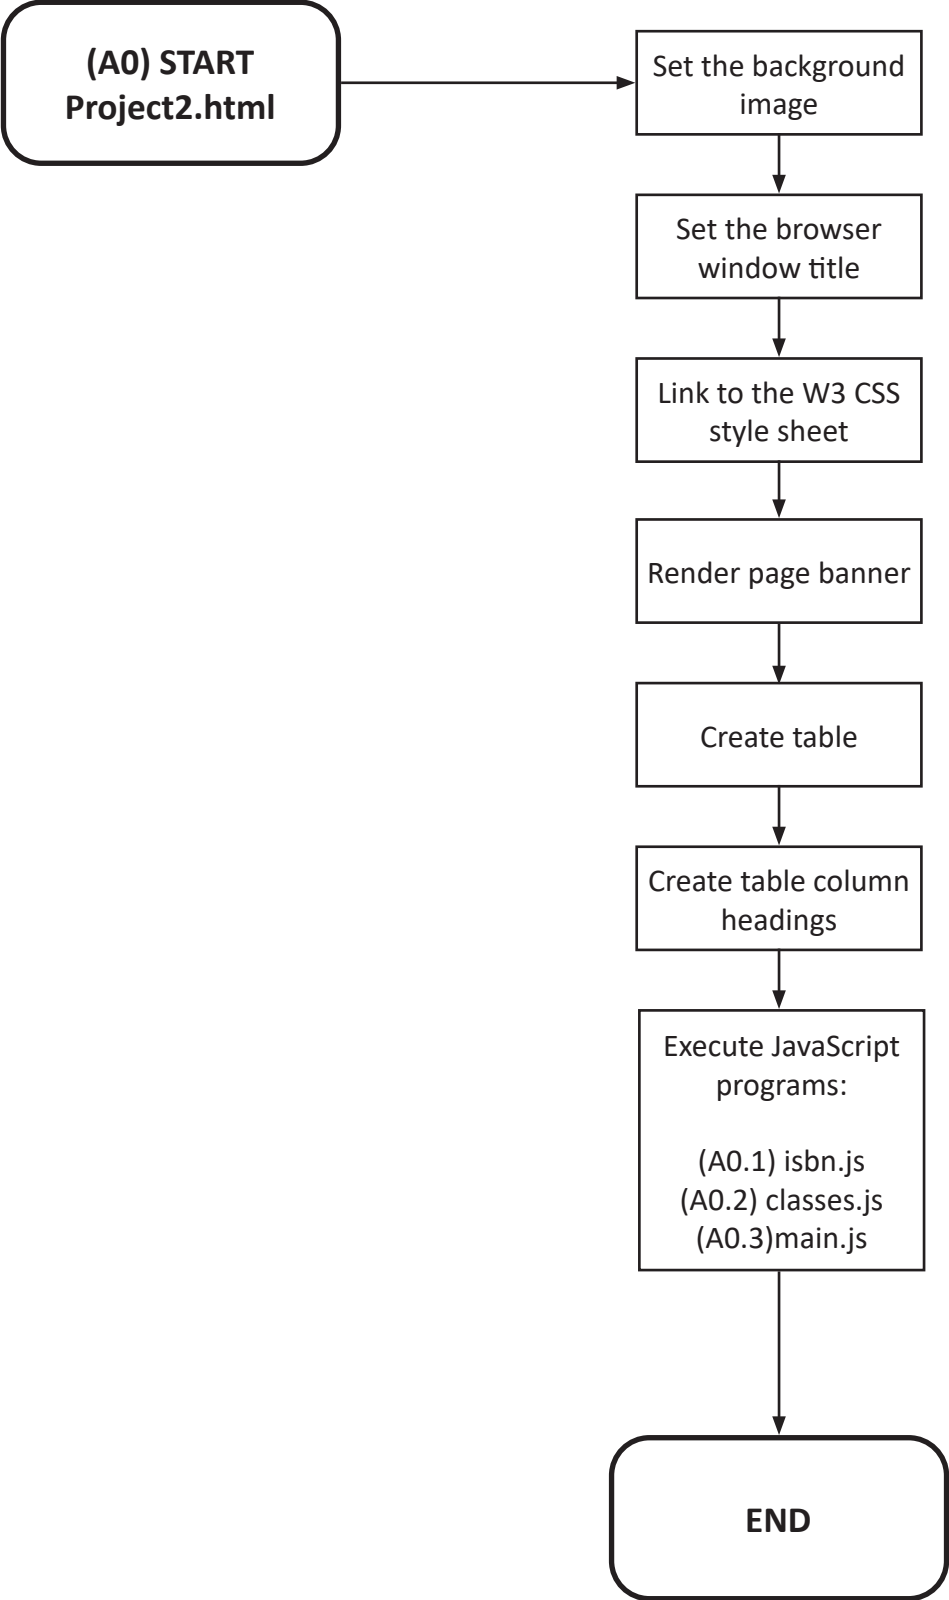 (A0) START
Project2.html
Set the background
image
Set the browser
window title
Link to the W3 CSS
style sheet
Render page banner
Create table
Create table column
headings
Execute JavaScript
programs:
(A0.1) isbn.js
(A0.2) classes.js
(A0.3)main.js
END